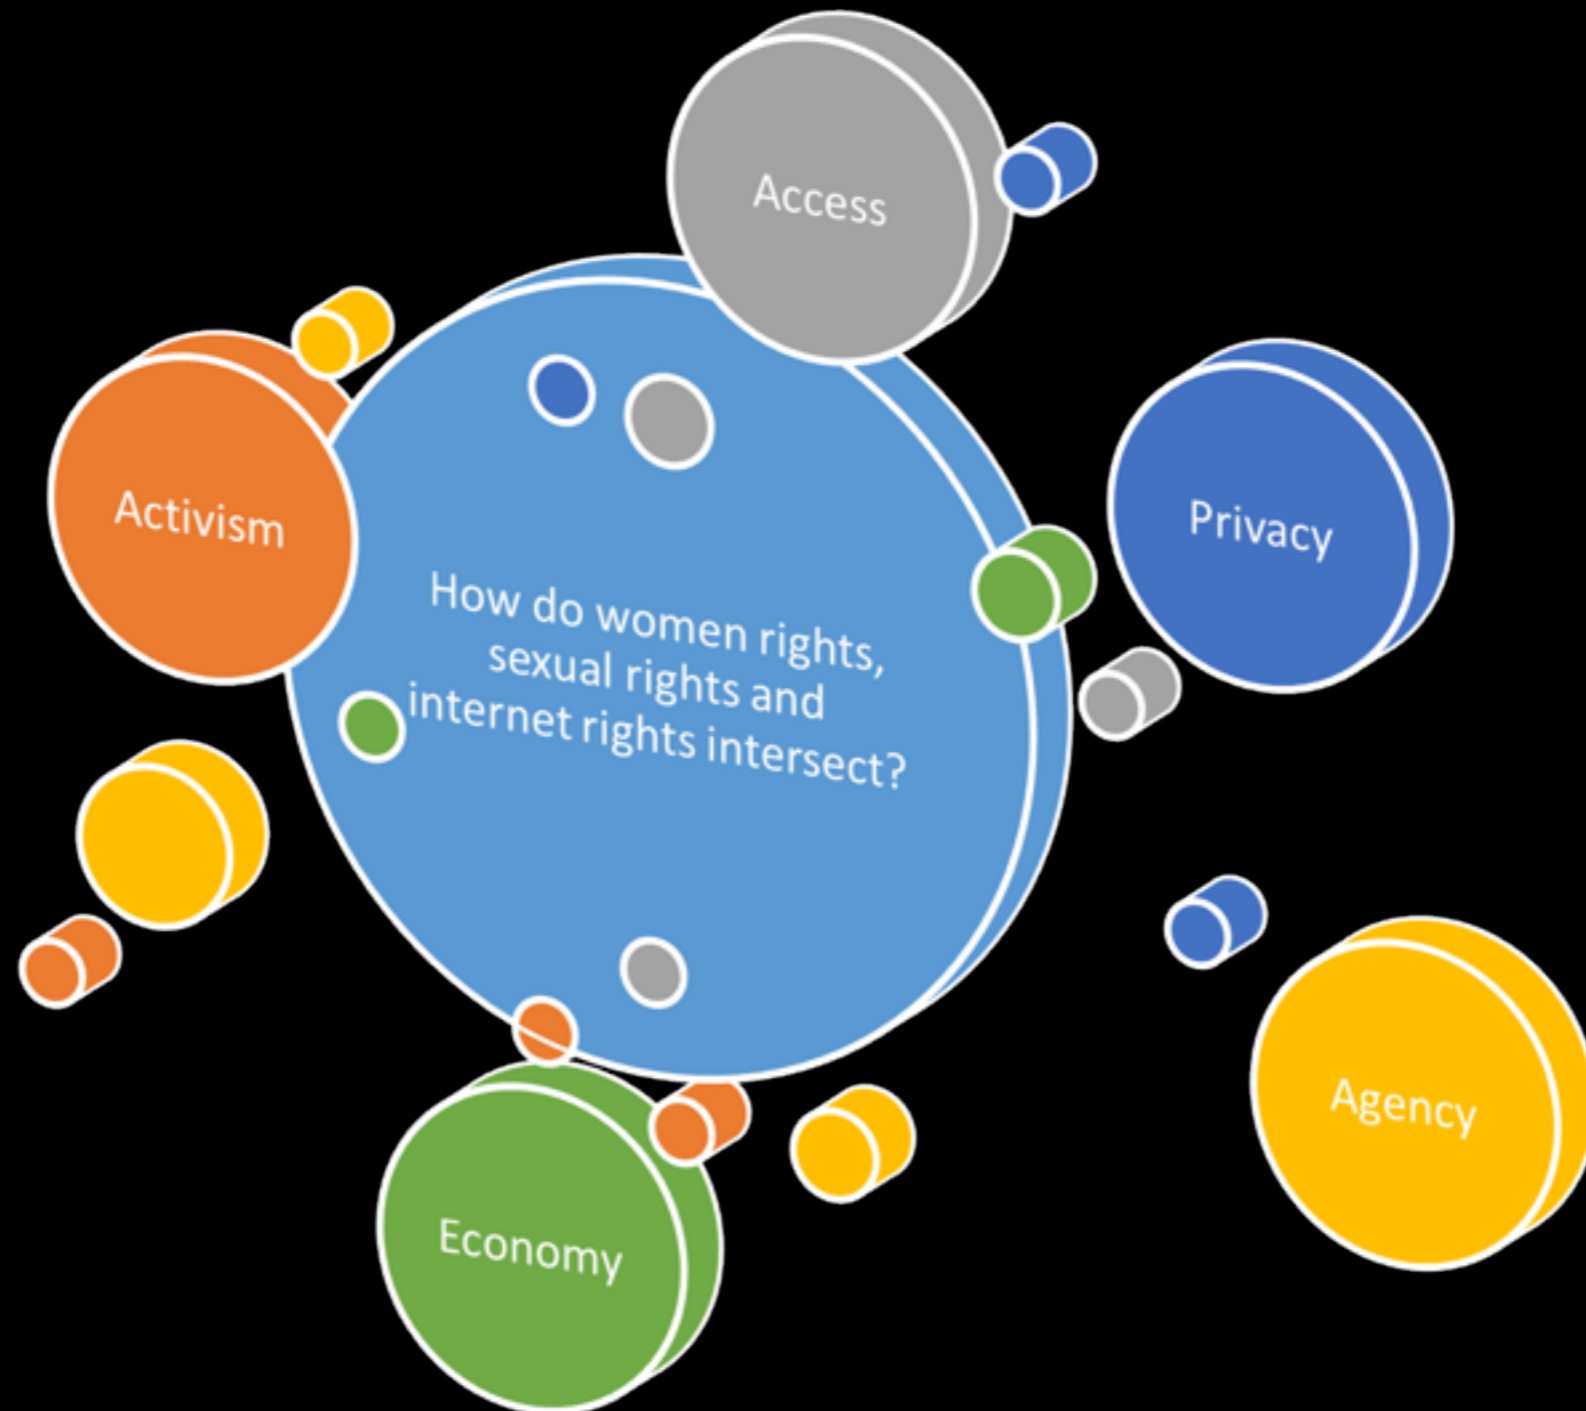 Access
Activism
Privacy
How do women rights,
sexual rights and
internet rights intersect?
Agency
Economy